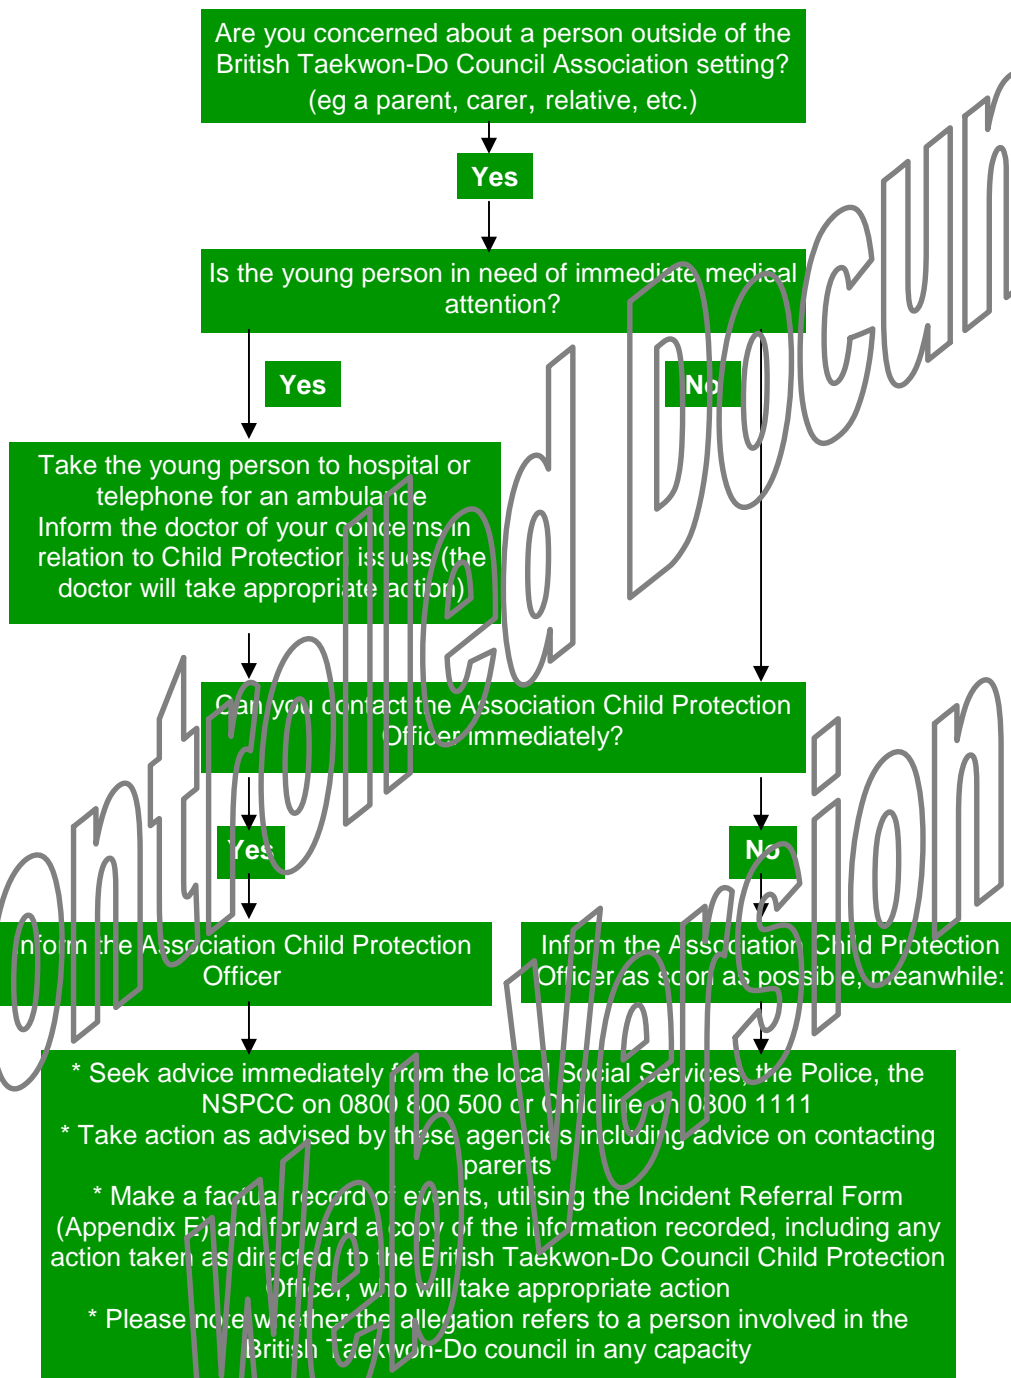 Are you concerned about a person outside of the
British Taekwon-Do Council Association setting?
(eg a parent, carer, relative, etc.)
Yes
Is the young person in need of immediate medical
attention?
Yes
No
Take the young person to hospital or
telephone for an ambulance
Inform the doctor of your concerns in
relation to Child Protection issues (the
doctor will take appropriate action)
Can you contact the Association Child Protection
Officer immediately?
Yes
No
Inform the Association Child Protection
Officer
Inform the Association Child Protection
Officer as soon as possible, meanwhile:
* Seek advice immediately from the local Social Services, the Police, the
NSPCC on 0800 800 500 or Childline on 0800 1111
* Take action as advised by these agencies including advice on contacting
parents
* Make a factual record of events, utilising the Incident Referral Form
(Appendix E) and forward a copy of the information recorded, including any
action taken as directed, to the British Taekwon-Do Council Child Protection
Officer, who will take appropriate action
* Please note whether the allegation refers to a person involved in the
British Taekwon-Do council in any capacity
ontrolled Docum
Web Version